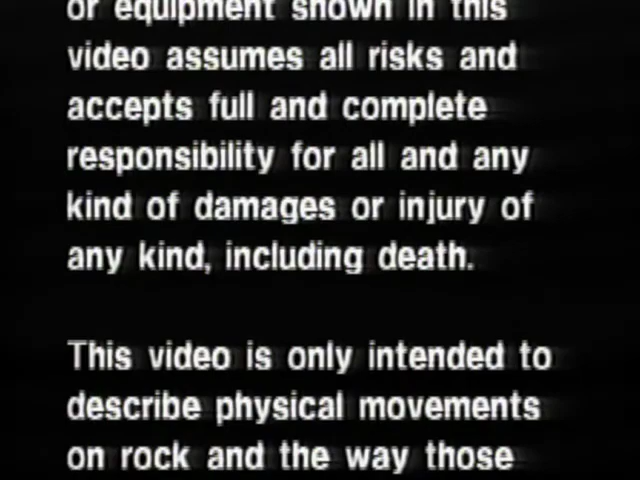 or equipment shown in this
video assumes all risks and
accepts full and complete
responsibility for all and any
kind of damages or injury of
any kind, including death.
This video is only intended to
describe physical movements
on rock and the way those